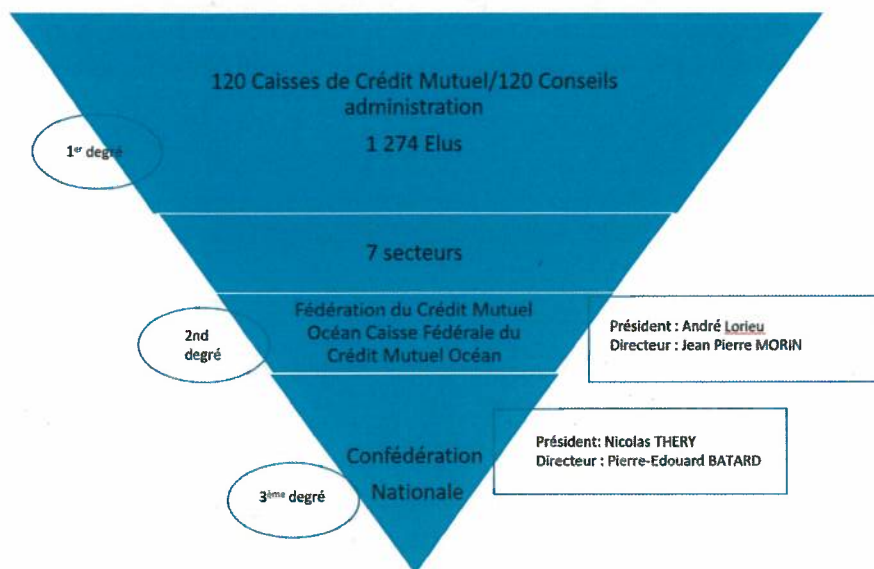 120 Caisses de Crédit Mutuel/120 Conseils
administration
1 274 Elus
1er degré
7 secteurs
Fédération du Crédit Mutuel
Océan Caisse Fédérale du
Crédit Mutuel Océan
2nd
degré
Président : André Lorieu
Directeur : Jean Pierre MORIN
Confédération
Nationale
3ème degré
Président: Nicolas THERY
Directeur : Pierre-Edouard BATARD